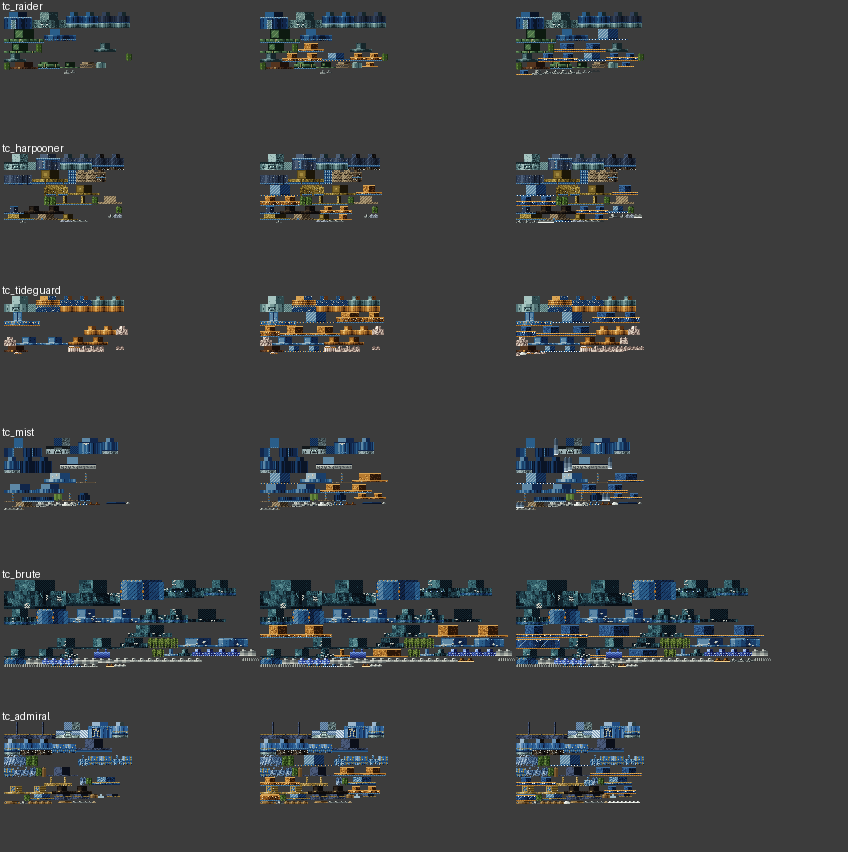 tc_raider
tc_harpooner
tc_tideguard
tc_mist
tc_brute
tc_admiral